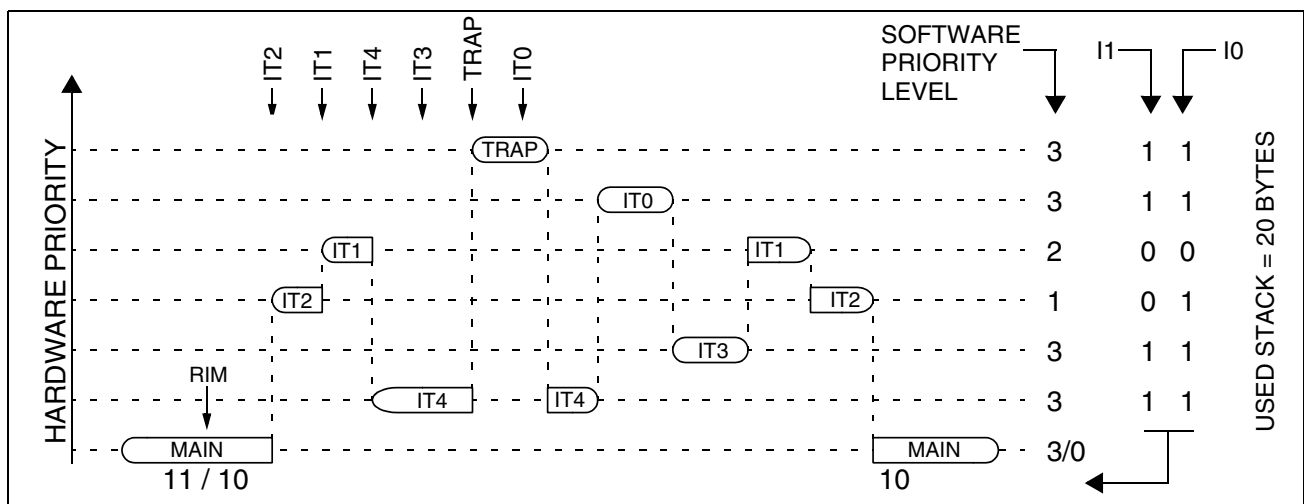 IT2
IT1
IT4
IT3
TRAP
IT0
SOFTWARE
PRIORITY
LEVEL
I1
I0
HARDWARE PRIORITY
TRAP
3
1 1
IT0
3
1 1
IT1
IT1
2
0 0
IT2
IT2
1
0 1
IT3
3
1 1
RIM
IT4
IT4
3
1 1
MAIN
MAIN
3/0
11 / 10
10
USED STACK = 20 BYTES